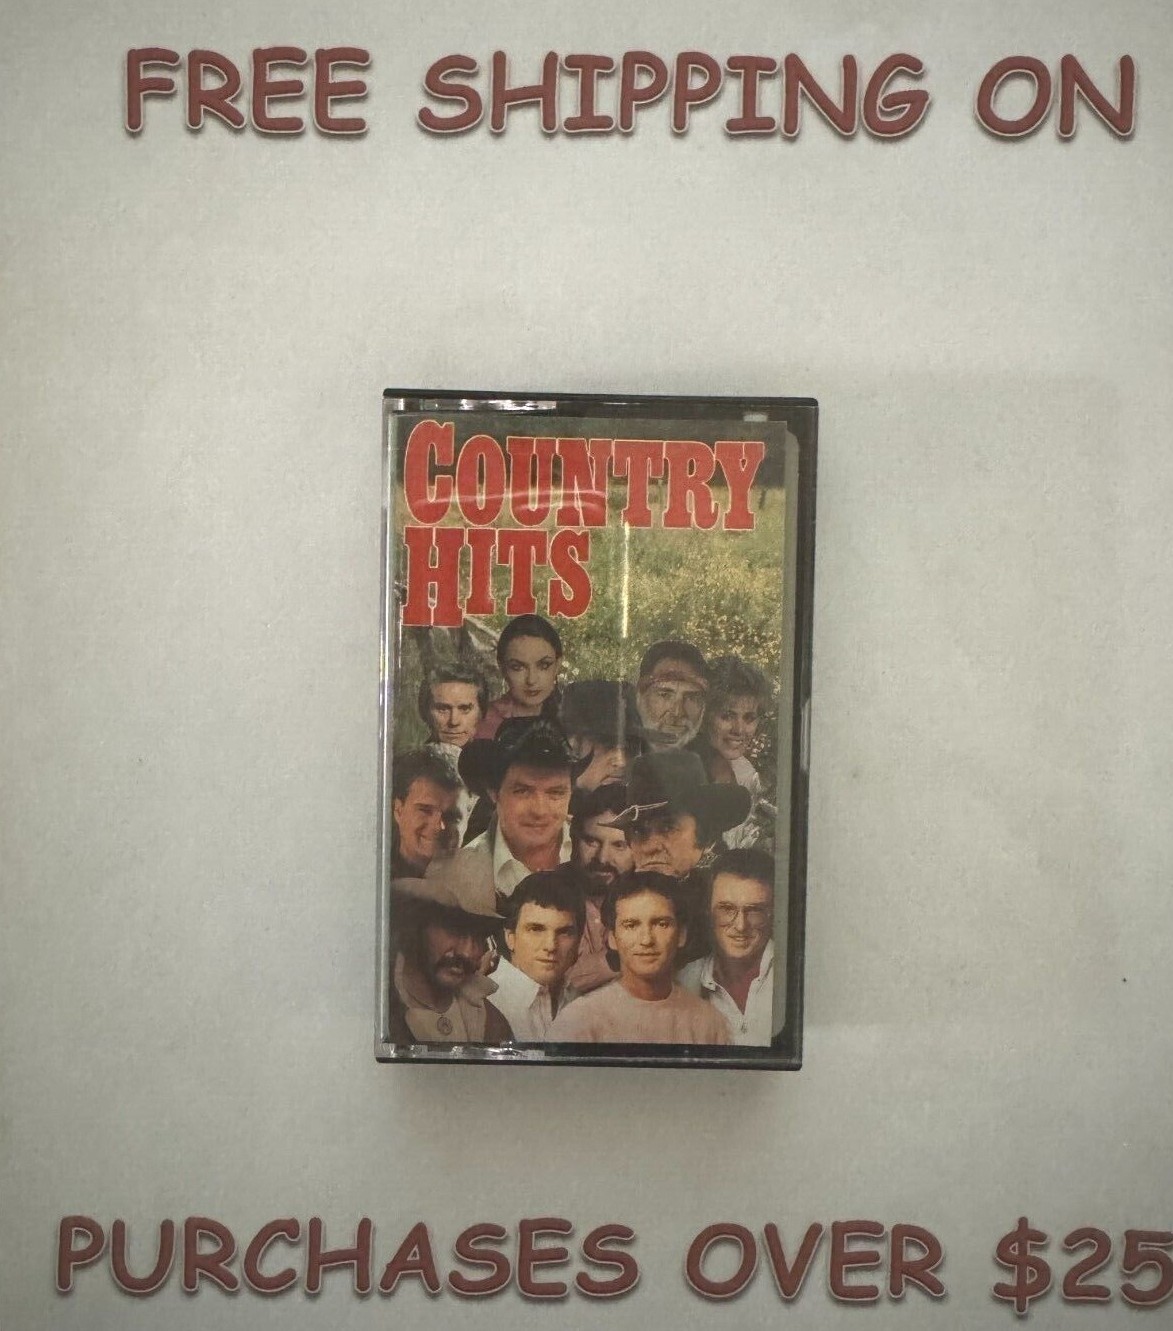 FREE SHIPPING ON
COUNTRY
HITS
PURCHASES OVER $25